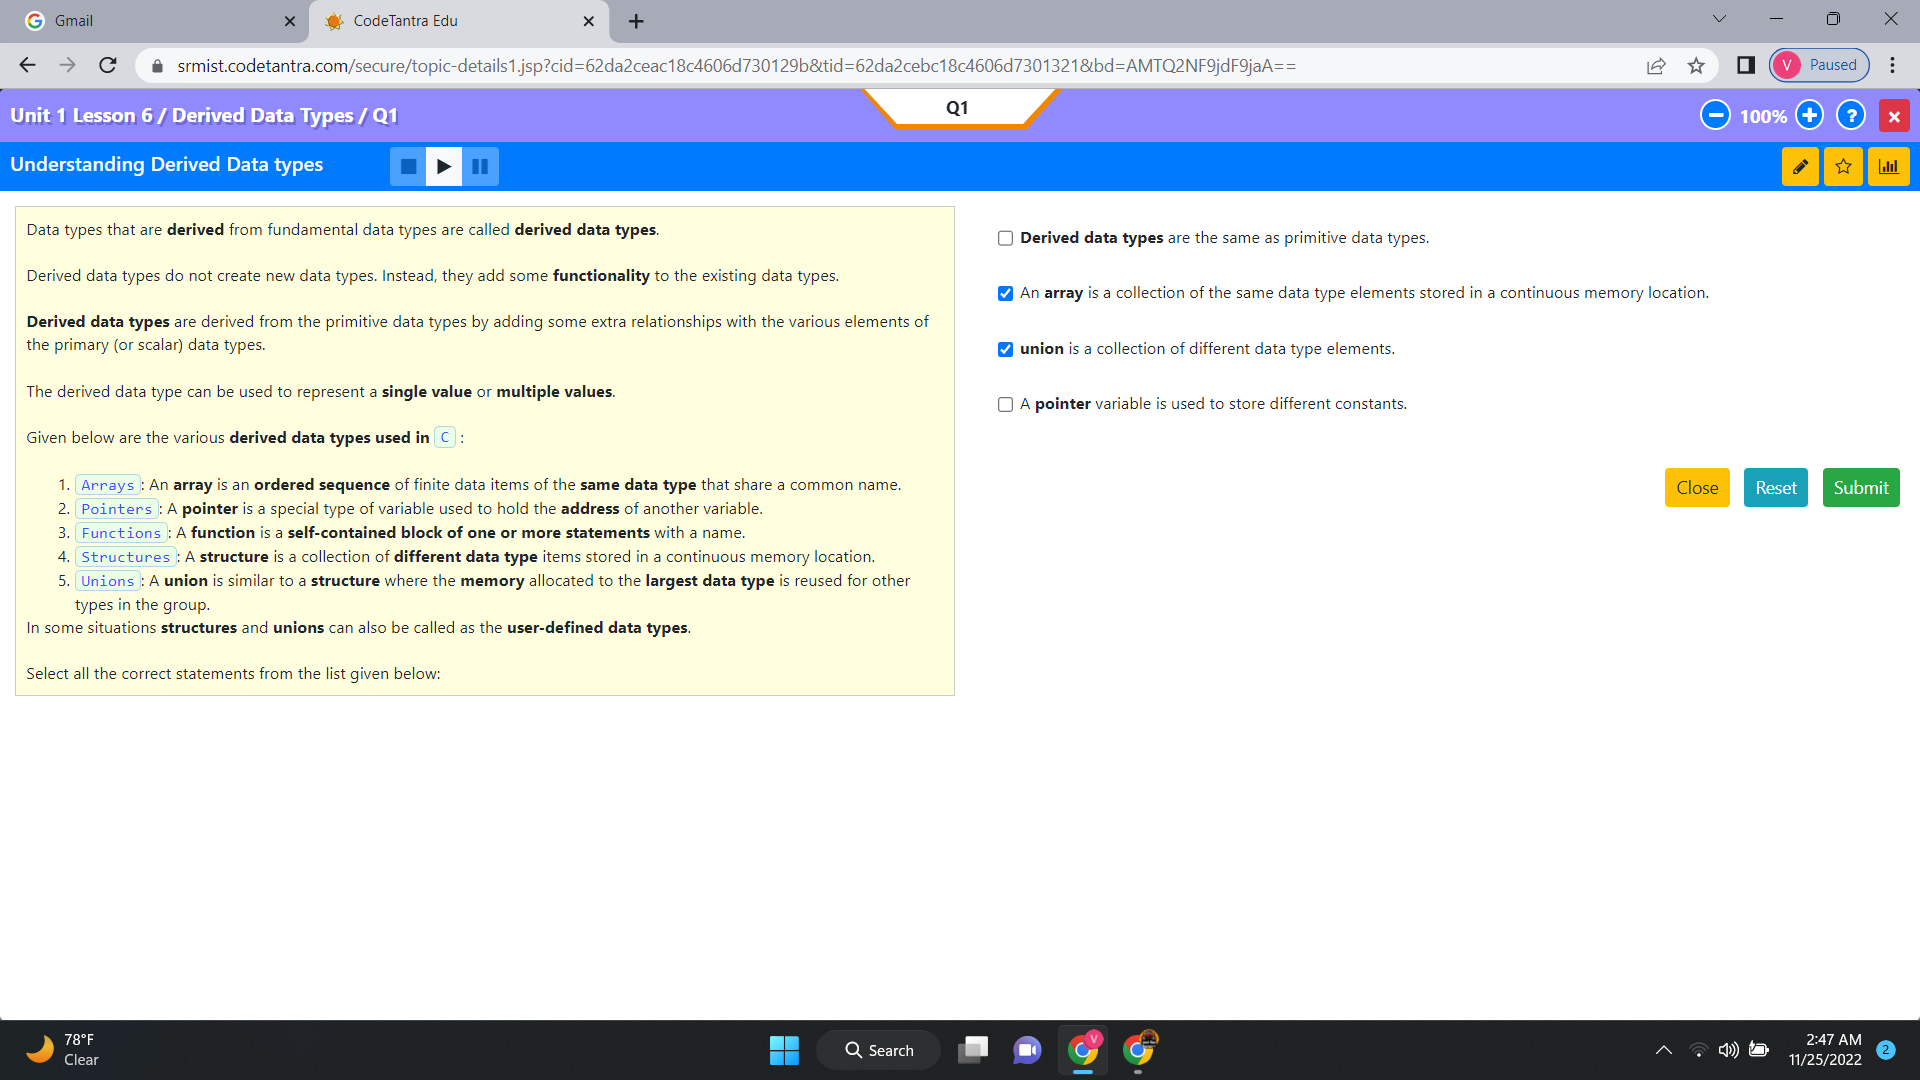 Gmail
CodeTantra Edu
srmist.codetantra.com/secure/topic-details1.jsp?cid=62da2ceac18c4606d730129b&tid=62da2cebc18c4606d7301321&bd=AMTQ2NF9jdF9jaA==
V Paused
Unit 1 Lesson 6 / Derived Data Types / Q1
Q1
100%
?
Understanding Derived Data types
Data types that are derived from fundamental data types are called derived data types.
Derived data types do not create new data types. Instead, they add some functionality to the existing data types.
Derived data types are derived from the primitive data types by adding some extra relationships with the various elements of
the primary (or scalar) data types.
The derived data type can be used to represent a single value or multiple values.
Given below are the various derived data types used in C :
1. Arrays : An array is an ordered sequence of finite data items of the same data type that share a common name.
2. Pointers : A pointer is a special type of variable used to hold the address of another variable.
3. Functions : A function is a self-contained block of one or more statements with a name.
4. Structures : A structure is a collection of different data type items stored in a continuous memory location.
5. Unions : A union is similar to a structure where the memory allocated to the largest data type is reused for other
types in the group.
In some situations structures and unions can also be called as the user-defined data types.
Select all the correct statements from the list given below:
Derived data types are the same as primitive data types.
An array is a collection of the same data type elements stored in a continuous memory location.
union is a collection of different data type elements.
A pointer variable is used to store different constants.
Close
Reset
Submit
78°F
Clear
Search
V
2:47 AM
11/25/2022
2